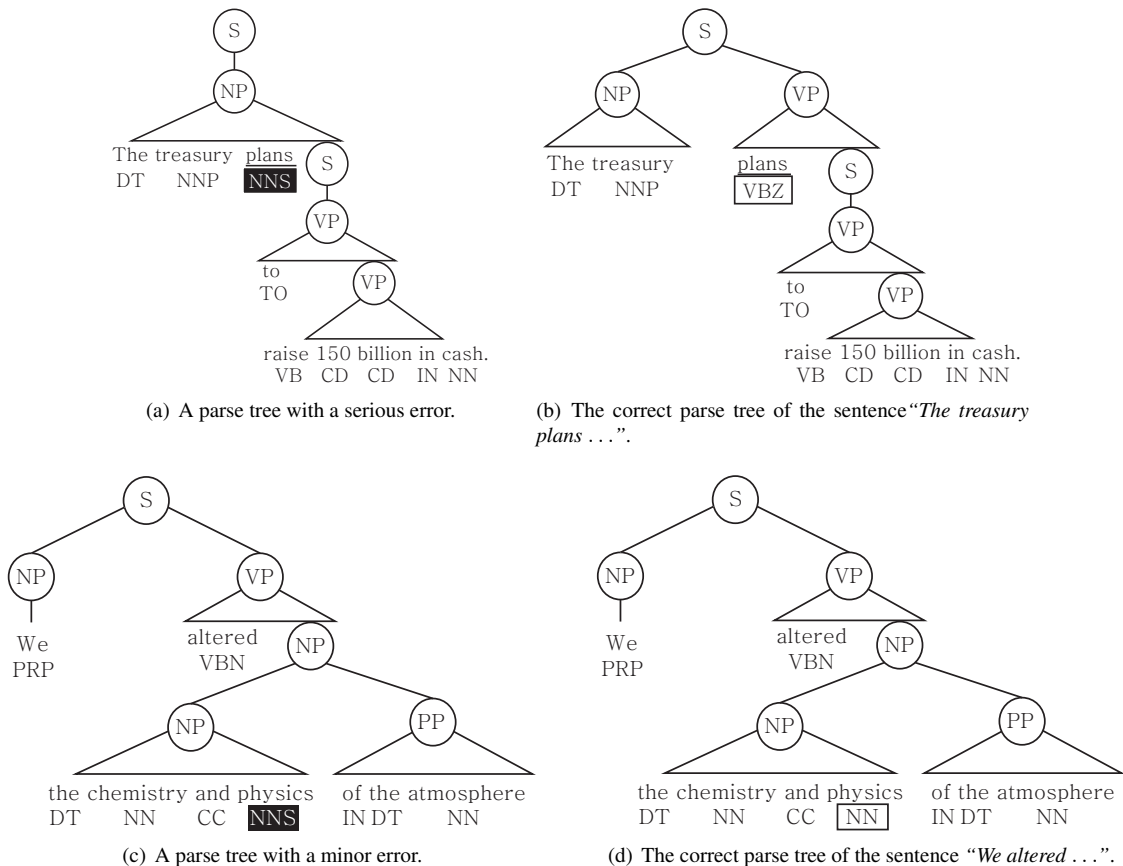 S
NP
The treasury plans
DT NNP NNS
S
VP
to
TO
VP
raise 150 billion in cash.
VB CD CD IN NN
(a) A parse tree with a serious error.
S
NP VP
The treasury plans
DT NNP VBZ
S
VP
to
TO
VP
raise 150 billion in cash.
VB CD CD IN NN
(b) The correct parse tree of the sentence“The treasury
plans . . .”.
S
NP VP
We altered
PRP VBN
NP
NP PP
the chemistry and physics of the atmosphere
DT NN CC NNS IN DT NN
(c) A parse tree with a minor error.
S
NP VP
We altered
PRP VBN
NP
NP PP
the chemistry and physics of the atmosphere
DT NN CC NN IN DT NN
(d) The correct parse tree of the sentence “We altered . . .”.